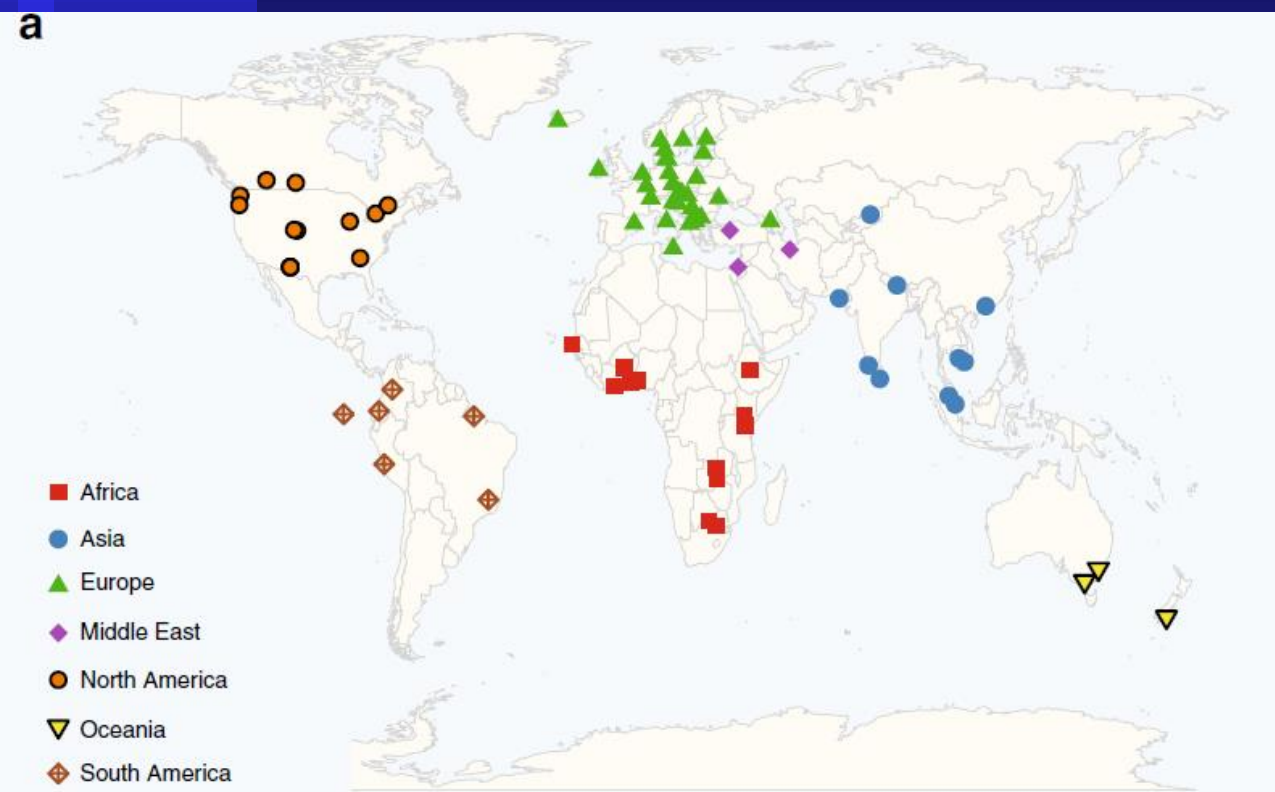 a
Africa
Asia
Europe
Middle East
North America
Oceania
South America